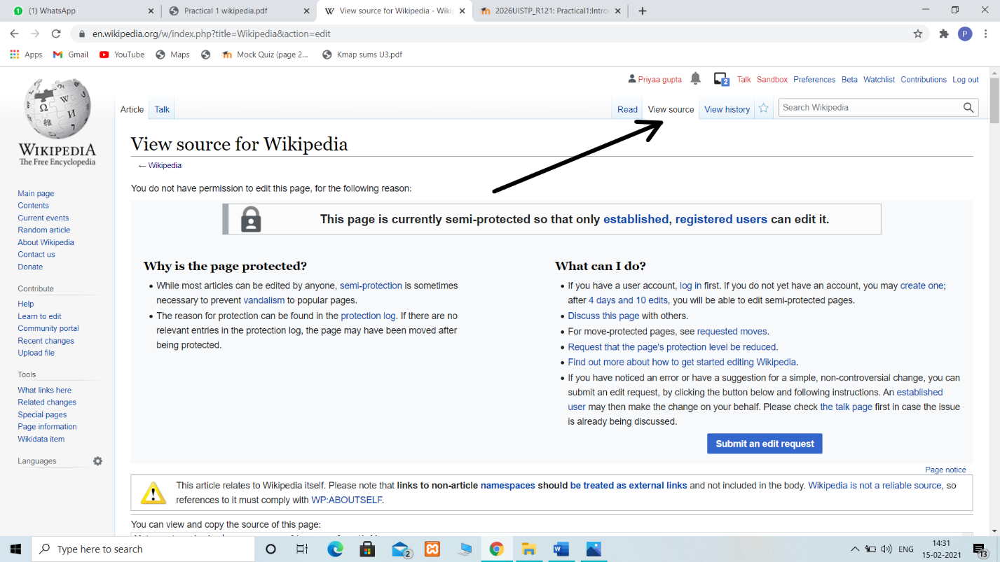 (1) WhatsApp
Practical 1 wikipedia.pdf
View source for Wikipedia - Wiki
2026UISTP_R121: Practical1:Intro
en.wikipedia.org/w/index.php?title=Wikipedia&action=edit
P
Apps
Gmail
YouTube
Maps
Mock Quiz (page 2...
Kmap sums U3.pdf
Priyaa gupta
2
Talk
Sandbox
Preferences
Beta
Watchlist
Contributions
Log out
Article
Talk
Read
View source
View history
Search Wikipedia
WIKIPEDIA
The Free Encyclopedia
Main page
Contents
Current events
Random article
About Wikipedia
Contact us
Donate
Contribute
Help
Learn to edit
Community portal
Recent changes
Upload file
Tools
What links here
Related changes
Special pages
Page information
Wikidata item
Languages
View source for Wikipedia
← Wikipedia
You do not have permission to edit this page, for the following reason:
This page is currently semi-protected so that only established, registered users can edit it.
Why is the page protected?
• While most articles can be edited by anyone, semi-protection is sometimes
necessary to prevent vandalism to popular pages.
• The reason for protection can be found in the protection log. If there are no
relevant entries in the protection log, the page may have been moved after
being protected.
What can I do?
• If you have a user account, log in first. If you do not yet have an account, you may create one;
after 4 days and 10 edits, you will be able to edit semi-protected pages.
• Discuss this page with others.
• For move-protected pages, see requested moves.
• Request that the page's protection level be reduced.
• Find out more about how to get started editing Wikipedia.
• If you have noticed an error or have a suggestion for a simple, non-controversial change, you can
submit an edit request, by clicking the button below and following instructions. An established
user may then make the change on your behalf. Please check the talk page first in case the issue
is already being discussed.
Submit an edit request
Page notice
This article relates to Wikipedia itself. Please note that links to non-article namespaces should be treated as external links and not included in the body. Wikipedia is not a reliable source, so
references to it must comply with WP:ABOUTSELF.
You can view and copy the source of this page:
Type here to search
2
ENG
14:31
15-02-2021
13